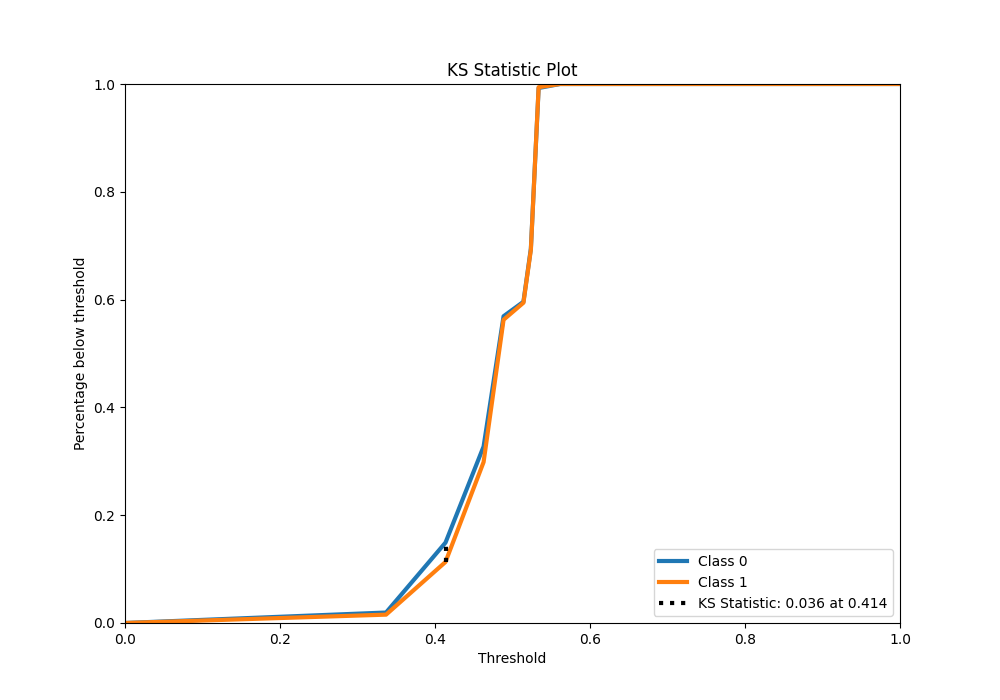 KS Statistic Plot
1.0
0.8
0.6
0.4
0.2
0.0
Percentage below threshold
0.0 0.2 0.4 0.6 0.8 1.0
Threshold
Class 0
Class 1
KS Statistic: 0.036 at 0.414